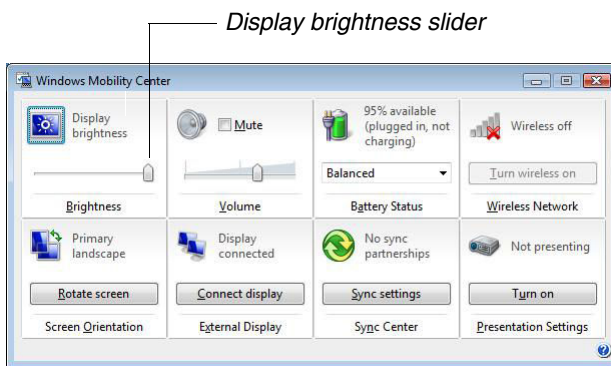 Display brightness slider
Windows Mobility Center
Display
brightness
Brightness
Mute
Volume
95% available
(plugged in, not
charging)
Balanced
Battery Status
Wireless off
Turn wireless on
Wireless Network
Primary
landscape
Rotate screen
Screen Orientation
Display
connected
Connect display
External Display
No sync
partnerships
Sync settings
Sync Center
Not presenting
Turn on
Presentation Settings
?